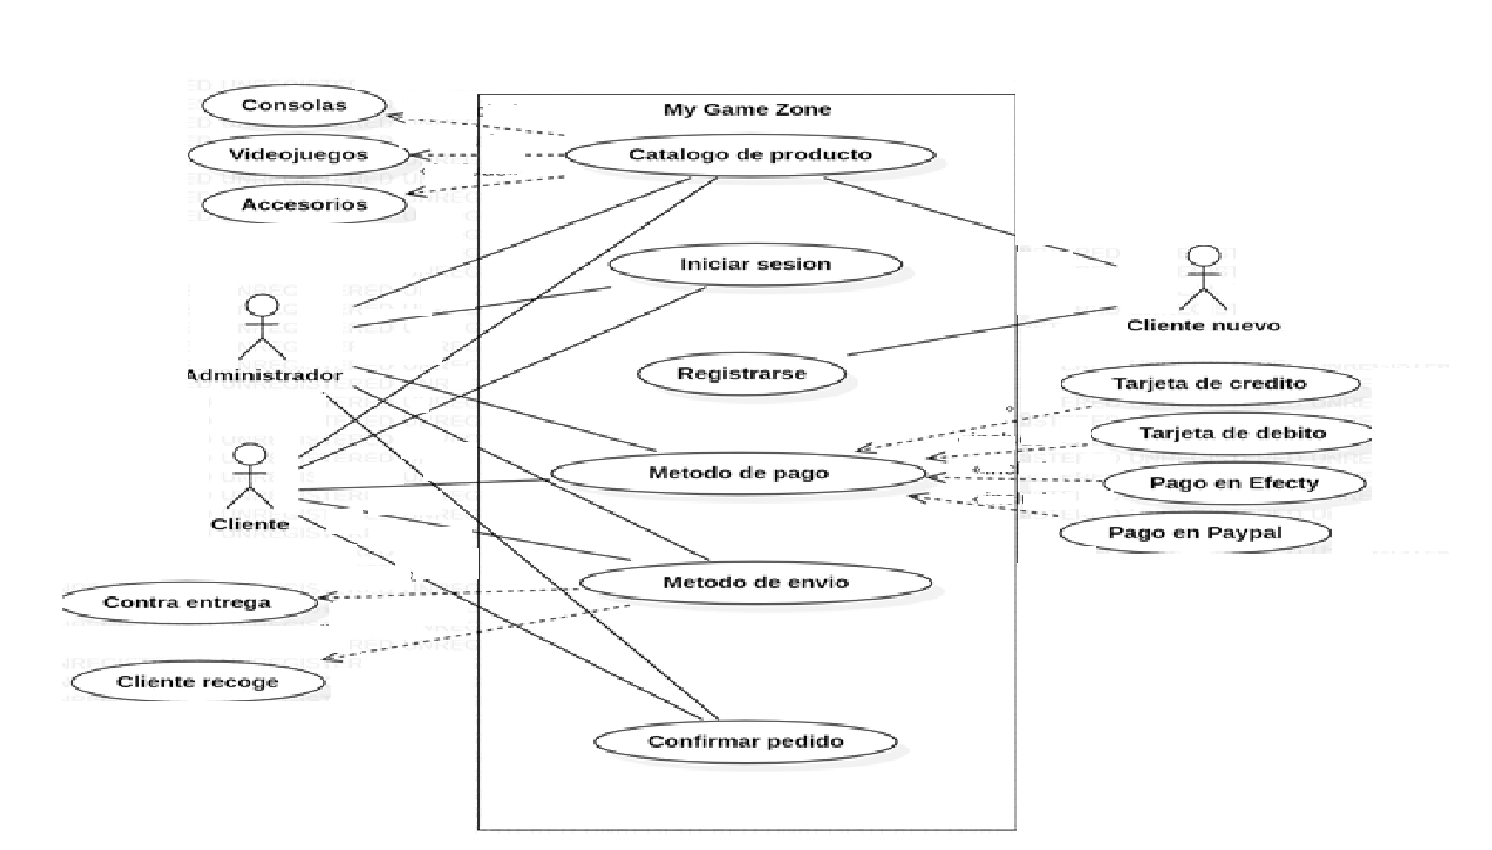 My Game Zone
Consolas
Videojuegos
Accesorios
Catalogo de producto
Iniciar sesion
Registrarse
Metodo de pago
Metodo de envio
Confirmar pedido
Administrador
Cliente
Contra entrega
Cliente recoge
Cliente nuevo
Tarjeta de credito
Tarjeta de debito
Pago en Efecty
Pago en Paypal